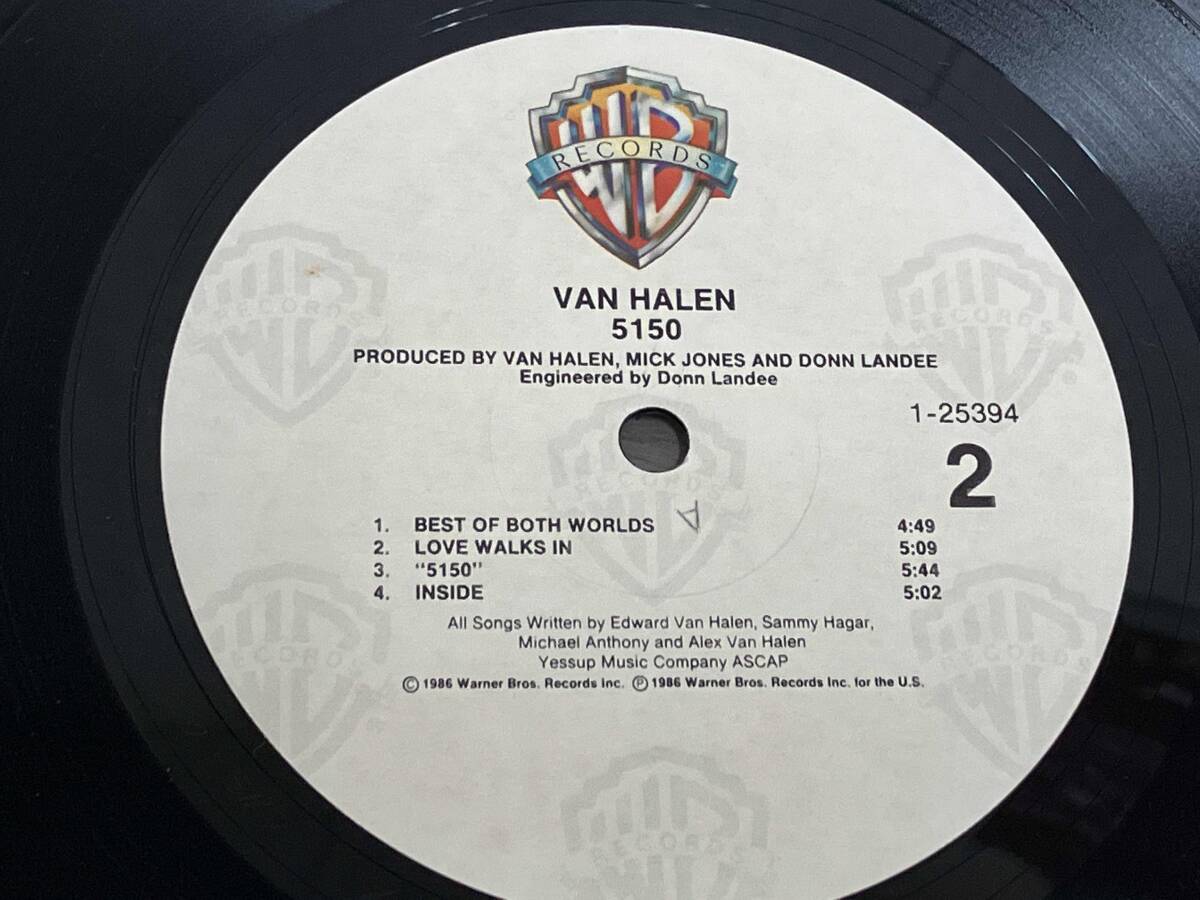 WB
RECORDS
VAN HALEN
5150
PRODUCED BY VAN HALEN, MICK JONES AND DONN LANDEE
Engineered by Donn Landee
1-25394
2
1. BEST OF BOTH WORLDS 4:49
2. LOVE WALKS IN 5:09
3. "5150" 5:44
4. INSIDE 5:02
All Songs Written by Edward Van Halen, Sammy Hagar,
Michael Anthony and Alex Van Halen
Yessup Music Company ASCAP
© 1986 Warner Bros. Records Inc. ℗ 1986 Warner Bros. Records Inc. for the U.S.